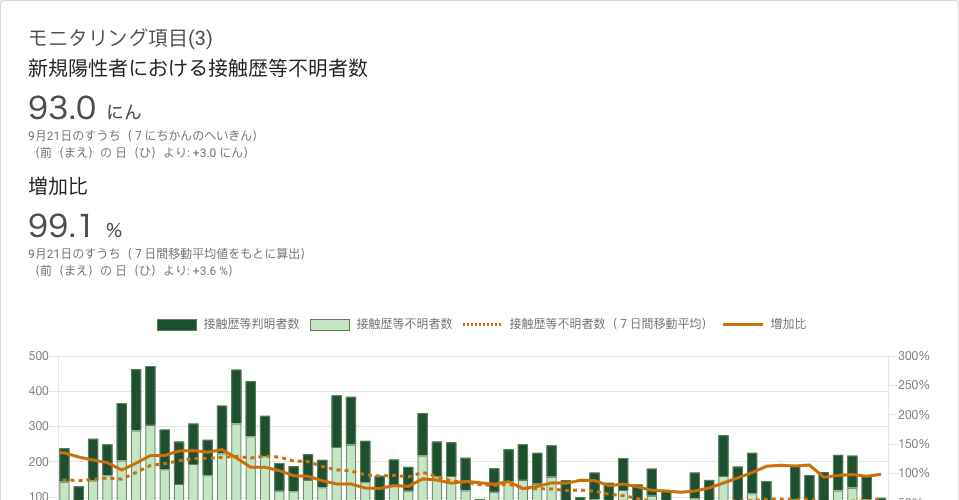 モニタリング項目(3)
新規陽性者における接触歴等不明者数
93.0 にん
9月21日のすうち（７にちかんのへいきん）
（前（まえ）の 日（ひ）より: +3.0 にん）
増加比
99.1 %
9月21日のすうち（７日間移動平均値をもとに算出）
（前（まえ）の 日（ひ）より: +3.6 %）
接触歴等判明者数 接触歴等不明者数 接触歴等不明者数（７日間移動平均） 増加比
500 300%
250%
400
200%
300
150%
200
100%
100